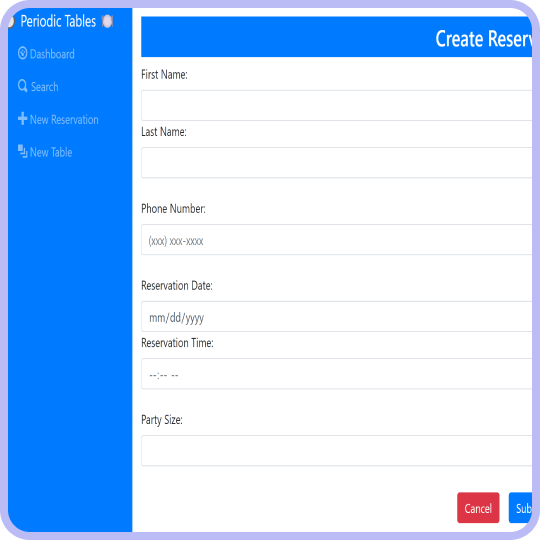 Periodic Tables
Dashboard
Search
New Reservation
New Table
Create Reser
First Name:
Last Name:
Phone Number:
(xxx) xxx-xxxx
Reservation Date:
mm/dd/yyyy
Reservation Time:
--:-- --
Party Size:
Cancel
Sub